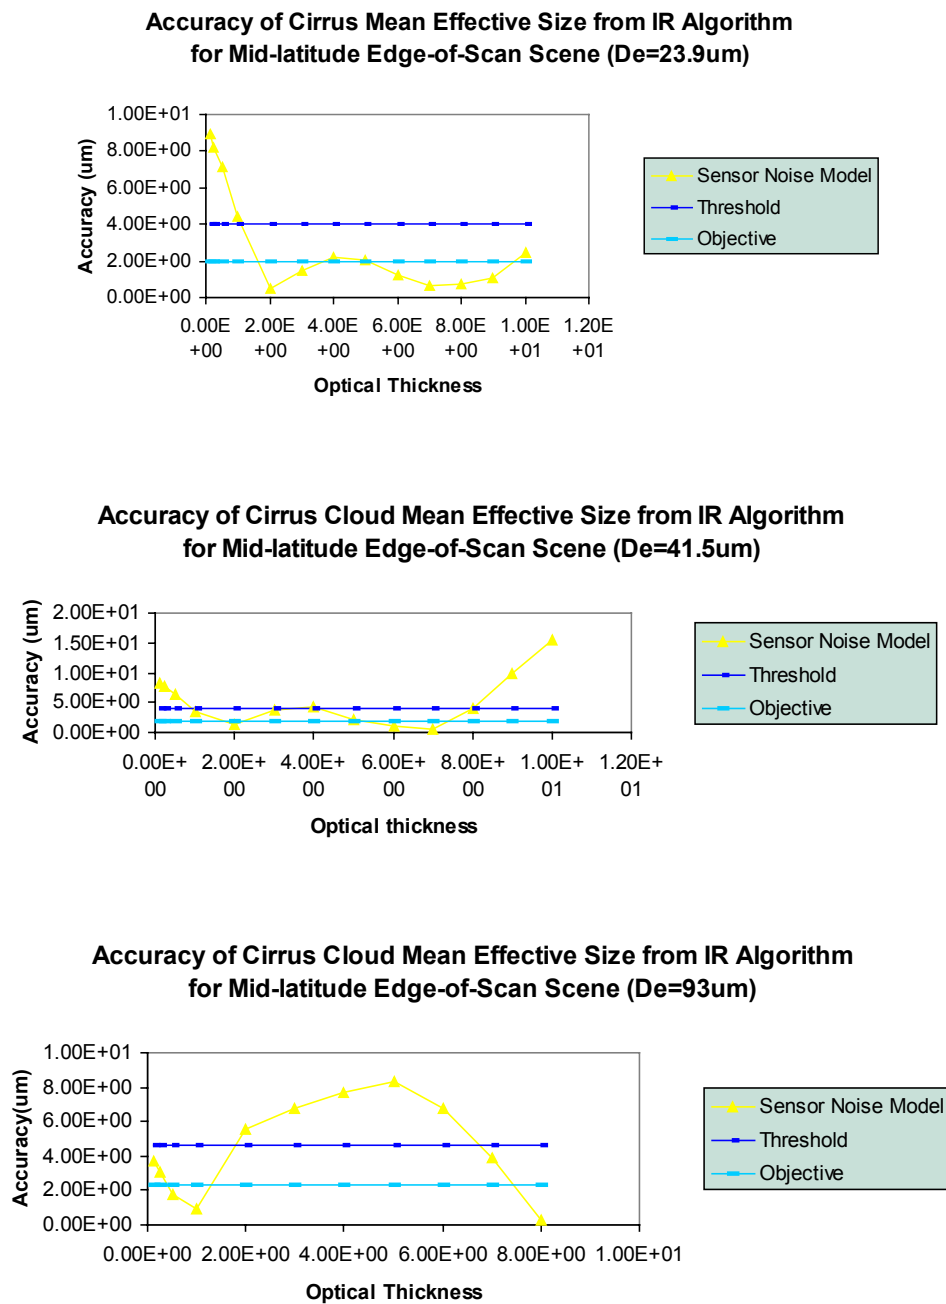 Accuracy of Cirrus Mean Effective Size from IR Algorithm
for Mid-latitude Edge-of-Scan Scene (De=23.9um)
1.00E+01
8.00E+00
6.00E+00
4.00E+00
2.00E+00
0.00E+00
Accuracy (um)
0.00E 2.00E 4.00E 6.00E 8.00E 1.00E 1.20E
+00 +00 +00 +00 +00 +01 +01
Optical Thickness
Sensor Noise Model
Threshold
Objective
Accuracy of Cirrus Cloud Mean Effective Size from IR Algorithm
for Mid-latitude Edge-of-Scan Scene (De=41.5um)
2.00E+01
1.50E+01
1.00E+01
5.00E+00
0.00E+00
Accuracy (um)
0.00E+ 2.00E+ 4.00E+ 6.00E+ 8.00E+ 1.00E+ 1.20E+
00 00 00 00 00 01 01
Optical thickness
Sensor Noise Model
Threshold
Objective
Accuracy of Cirrus Cloud Mean Effective Size from IR Algorithm
for Mid-latitude Edge-of-Scan Scene (De=93um)
1.00E+01
8.00E+00
6.00E+00
4.00E+00
2.00E+00
0.00E+00
Accuracy(um)
0.00E+00 2.00E+00 4.00E+00 6.00E+00 8.00E+00 1.00E+01
Optical Thickness
Sensor Noise Model
Threshold
Objective